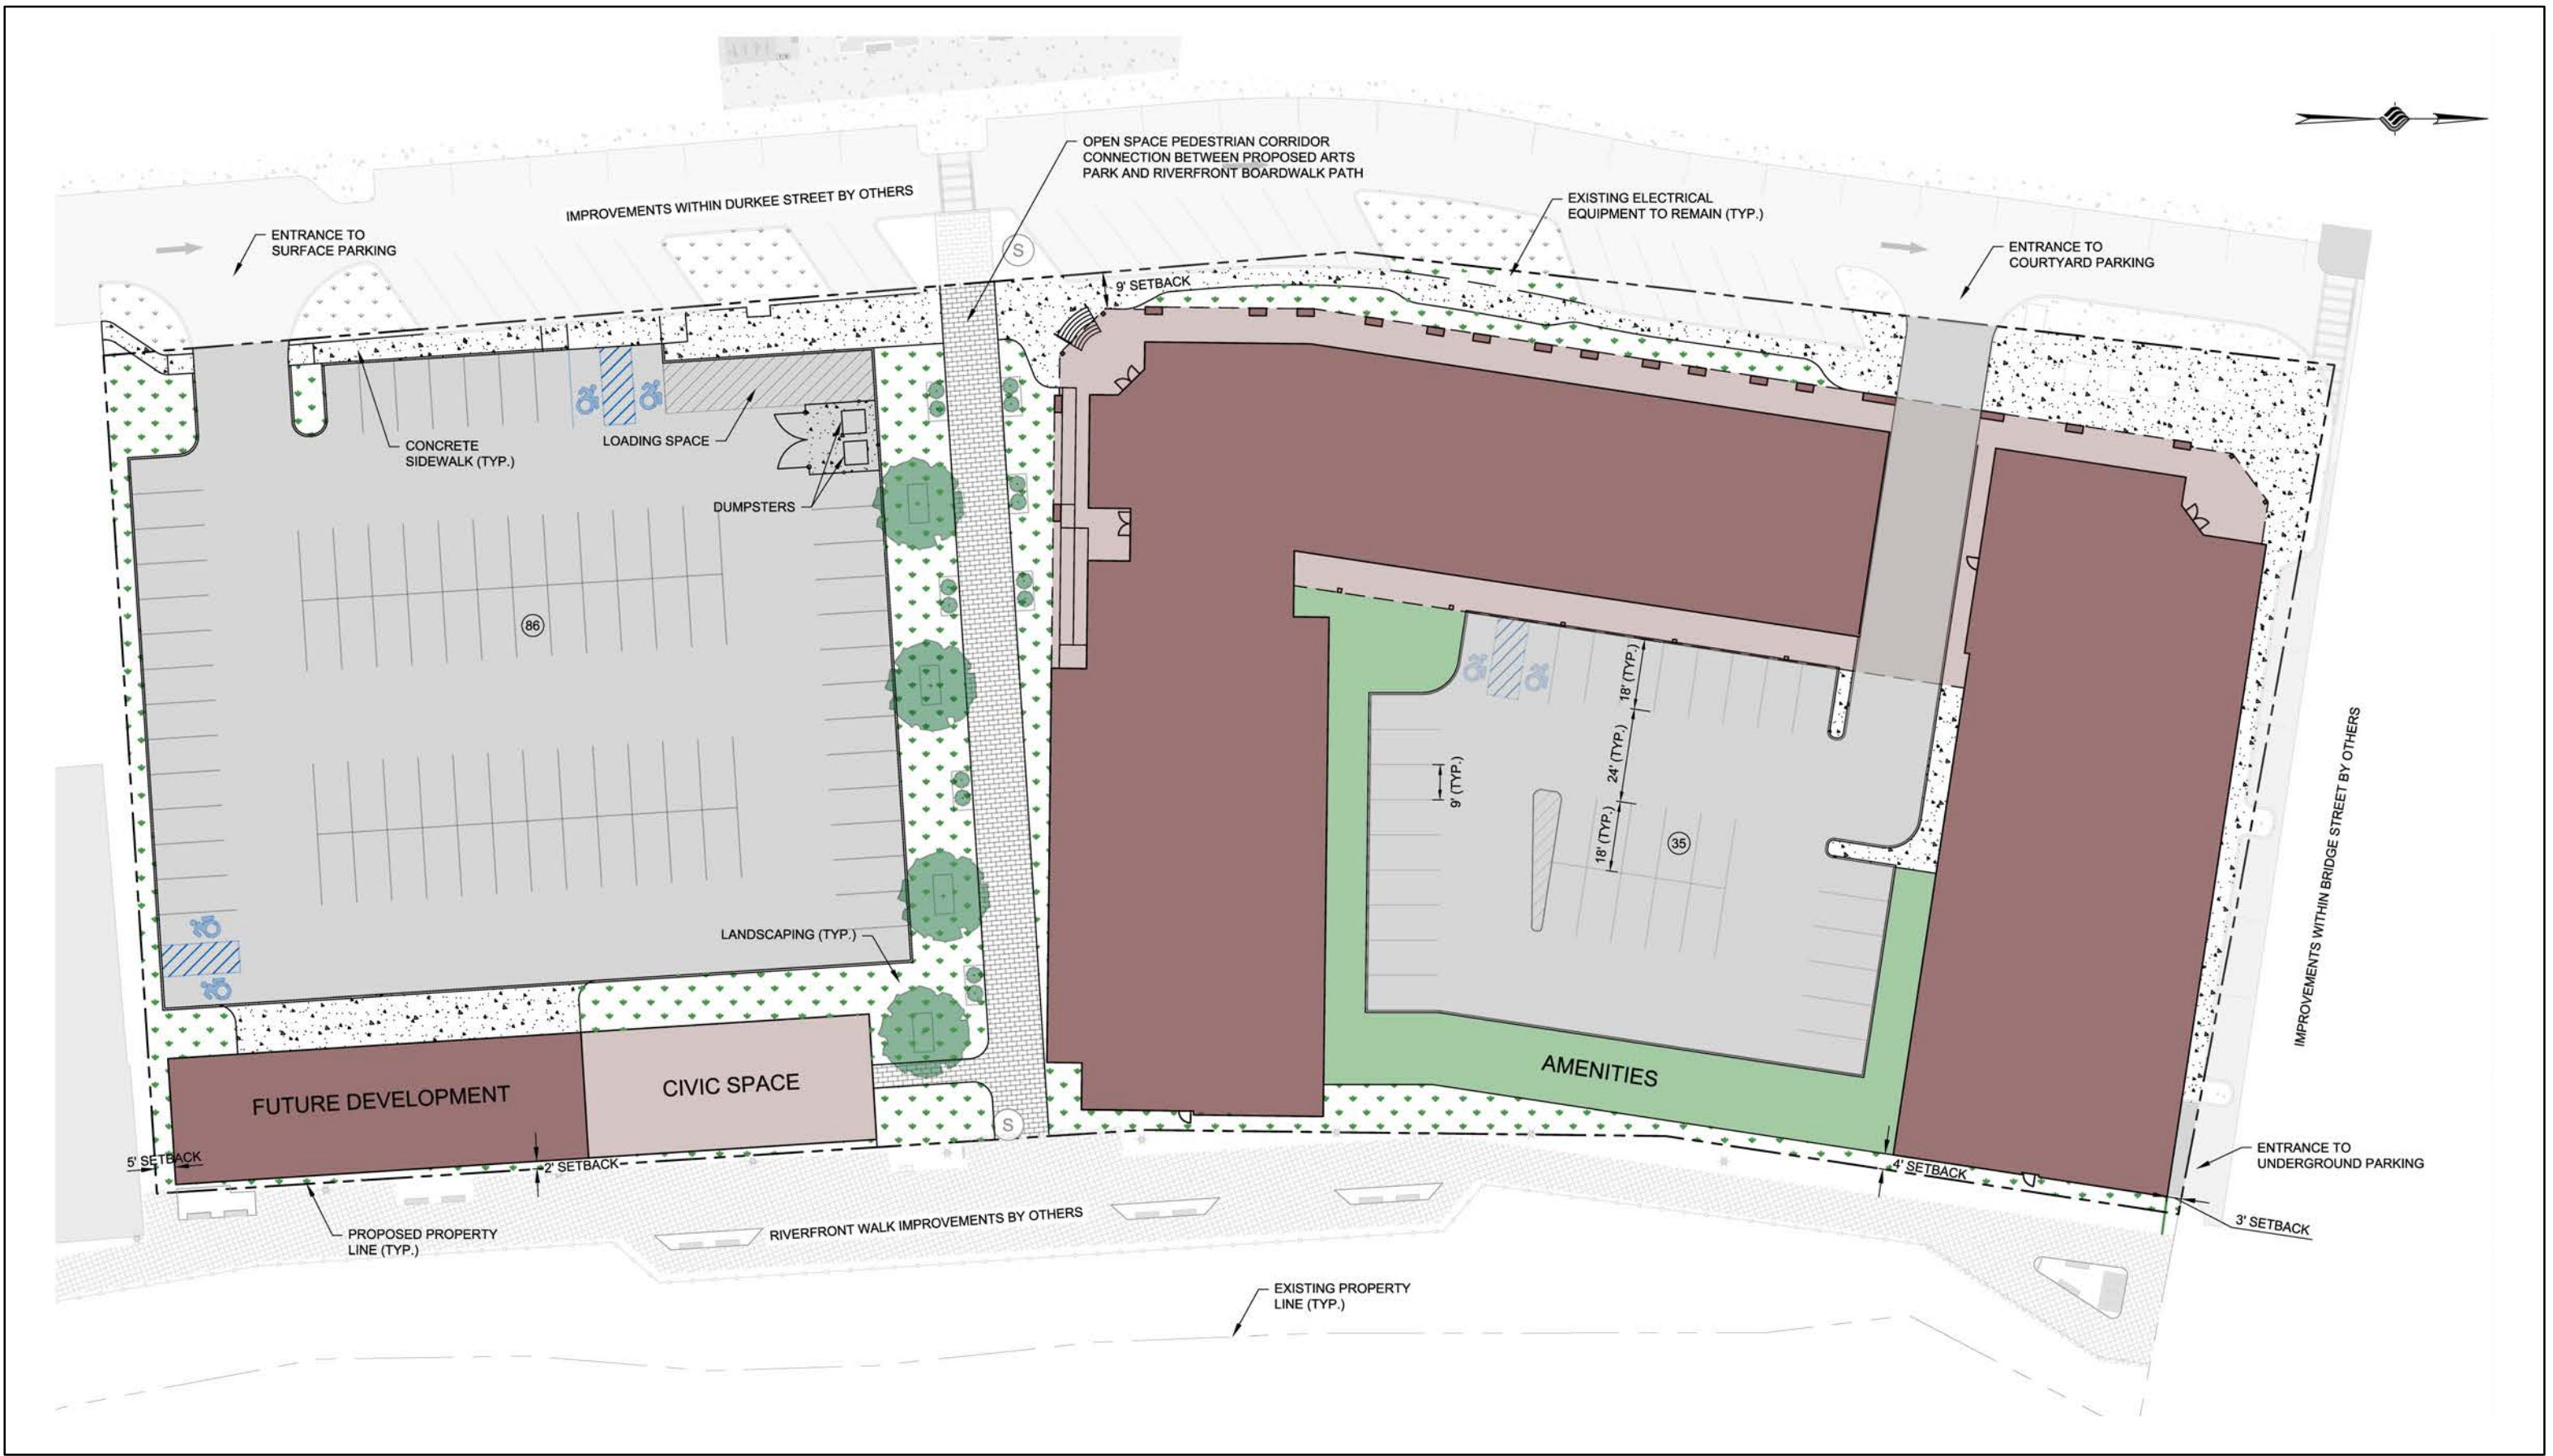 OPEN SPACE PEDESTRIAN CORRIDOR
CONNECTION BETWEEN PROPOSED ARTS
PARK AND RIVERFRONT BOARDWALK PATH
IMPROVEMENTS WITHIN DURKEE STREET BY OTHERS
EXISTING ELECTRICAL
EQUIPMENT TO REMAIN (TYP.)
ENTRANCE TO
SURFACE PARKING
ENTRANCE TO
COURTYARD PARKING
S
9' SETBACK
CONCRETE
SIDEWALK (TYP.)
LOADING SPACE
DUMPSTERS
86
18' (TYP.)
24' (TYP.)
9' (TYP.)
18' (TYP.)
35
IMPROVEMENTS WITHIN BRIDGE STREET BY OTHERS
LANDSCAPING (TYP.)
AMENITIES
CIVIC SPACE
FUTURE DEVELOPMENT
S
5' SETBACK
2' SETBACK
4' SETBACK
ENTRANCE TO
UNDERGROUND PARKING
3' SETBACK
PROPOSED PROPERTY
LINE (TYP.)
RIVERFRONT WALK IMPROVEMENTS BY OTHERS
EXISTING PROPERTY
LINE (TYP.)